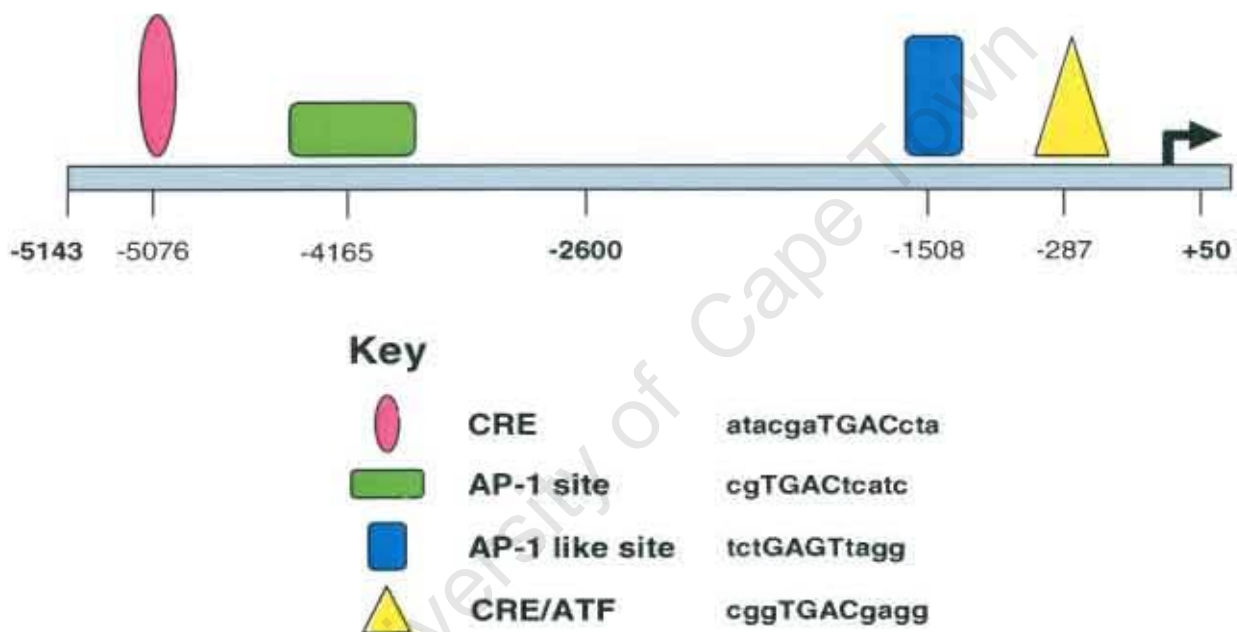 -5143 -5076 -4165 -2600 -1508 -287 +50
Key
CRE atacgaTGACcta
AP-1 site cgTGACtcatc
AP-1 like site tctGAGTtagg
CRE/ATF cggTGACgagg
University of Cape Town